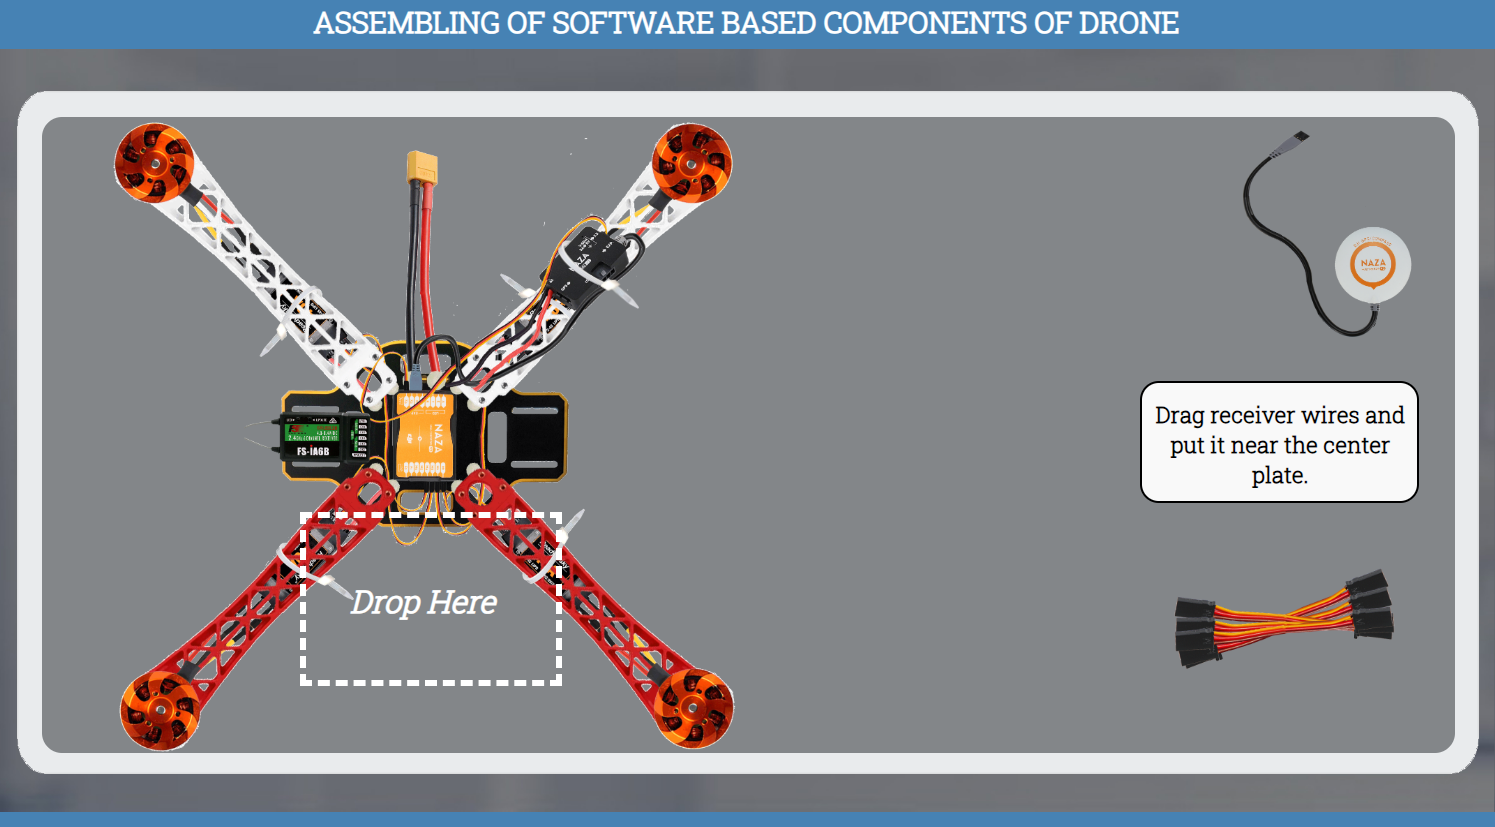 ASSEMBLING OF SOFTWARE BASED COMPONENTS OF DRONE
NAZA
NAZA
Drag receiver wires and
put it near the center
plate.
FS-iA6B
NAZA
Drop Here